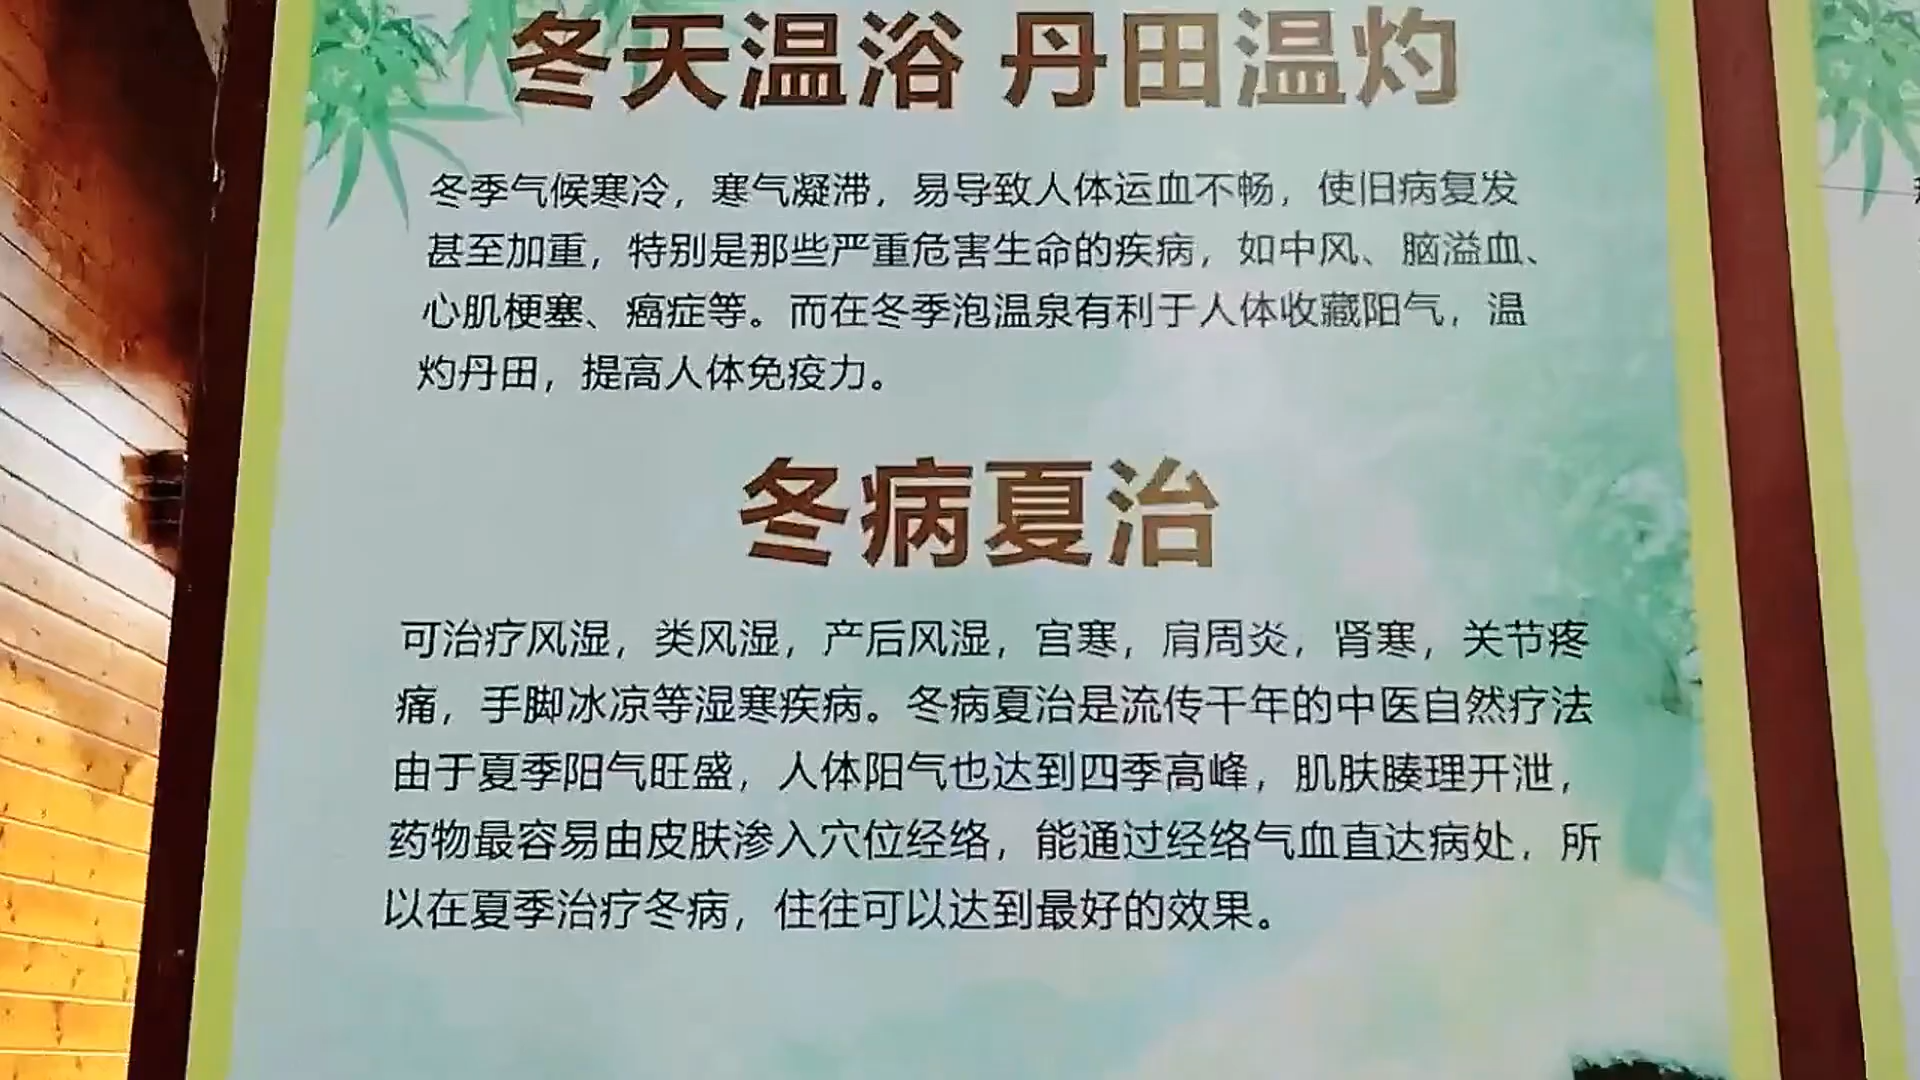 冬天温浴 丹田温灼
冬季气候寒冷，寒气凝滞，易导致人体运血不畅，使旧病复发
甚至加重，特别是那些严重危害生命的疾病，如中风、脑溢血、
心肌梗塞、癌症等。而在冬季泡温泉有利于人体收藏阳气，温
灼丹田，提高人体免疫力。
冬病夏治
可治疗风湿，类风湿，产后风湿，宫寒，肩周炎，肾寒，关节疼
痛，手脚冰凉等湿寒疾病。冬病夏治是流传千年的中医自然疗法
由于夏季阳气旺盛，人体阳气也达到四季高峰，肌肤腠理开泄，
药物最容易由皮肤渗入穴位经络，能通过经络气血直达病处，所
以在夏季治疗冬病，住往可以达到最好的效果。